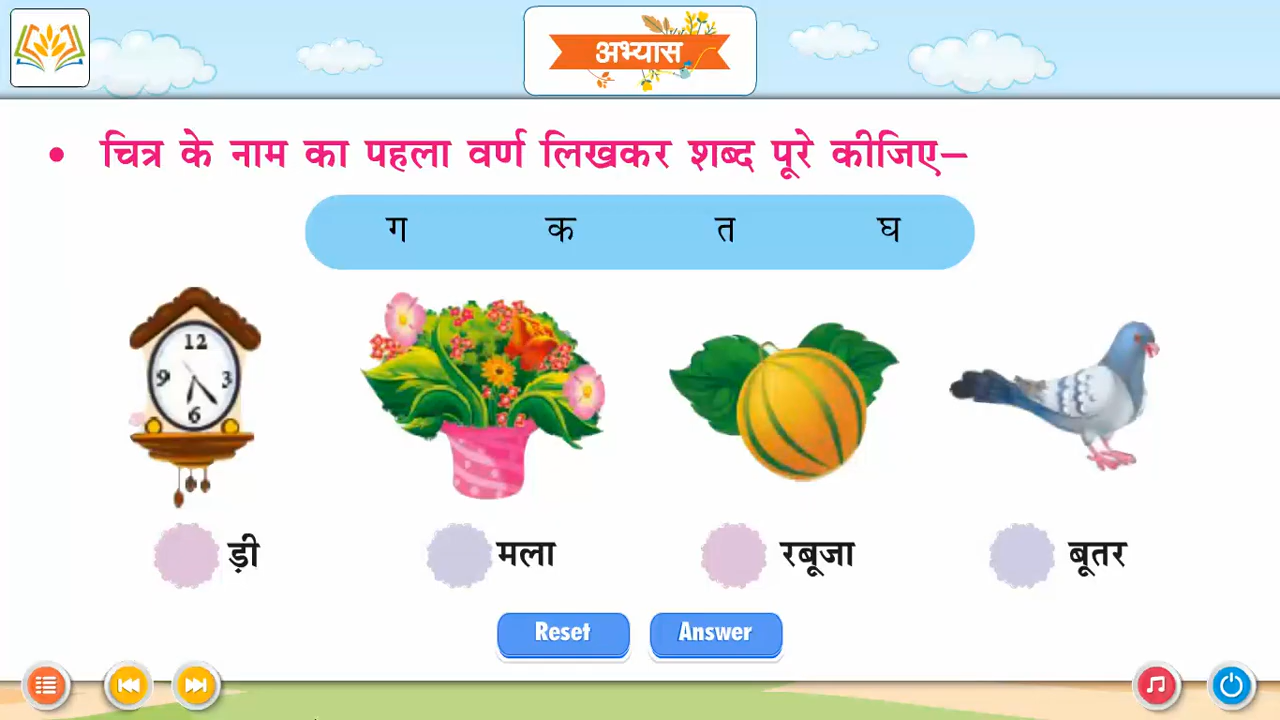 अभ्यास
• चित्र के नाम का पहला वर्ण लिखकर शब्द पूरे कीजिए–
ग क त घ
12
9 3
6
ड़ी मला रबूजा बूतर
Reset Answer